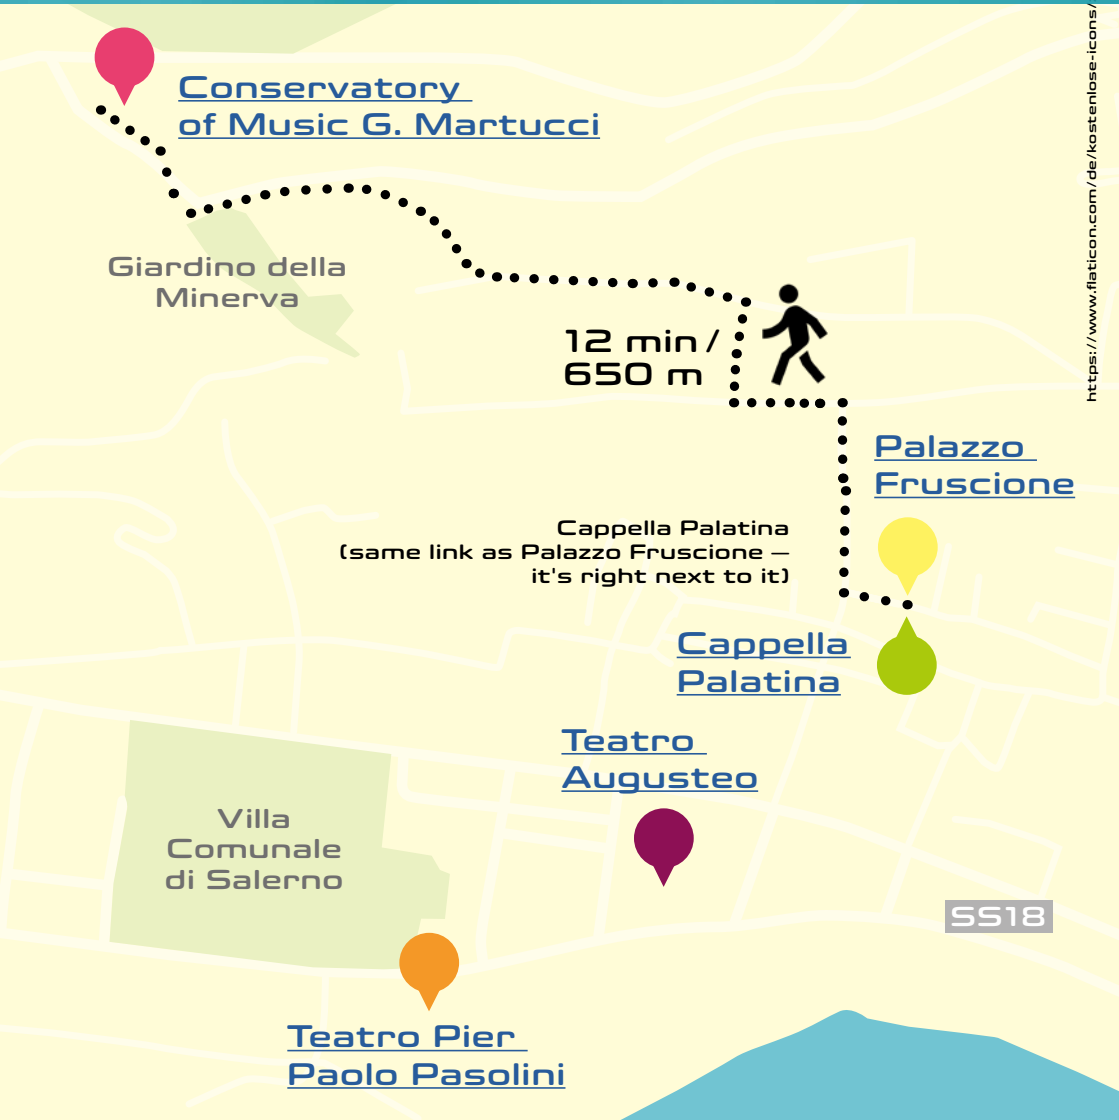 https://www.flaticon.com/de/kostenlose-icons/
Conservatory
of Music G. Martucci
Giardino della
Minerva
12 min /
650 m
Palazzo
Fruscione
Cappella Palatina
(same link as Palazzo Fruscione –
it's right next to it)
Cappella
Palatina
Teatro
Augusteo
Villa
Comunale
di Salerno
SS18
Teatro Pier
Paolo Pasolini